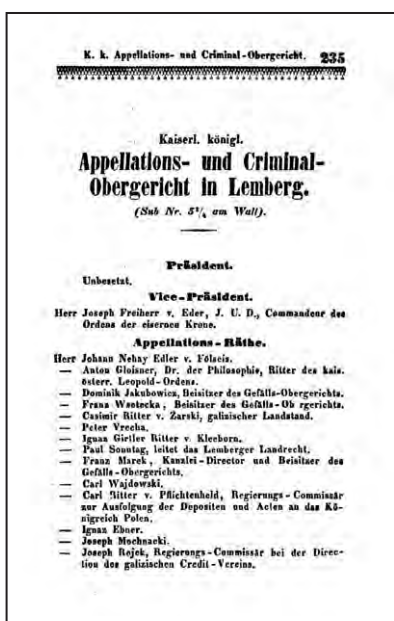 K. k. Appellations- und Criminal-Obergericht. 235
Kaiserl. königl.
Appellations- und Criminal-
Obergericht in Lemberg.
(Sub Nr. 5²/₄ am Wall).
Präsident.
Unbesetzt.
Vice-Präsident.
Herr Joseph Freiherr v. Eder, J. U. D., Commandeur des
Ordens der eisernen Krone.
Appellations-Räthe.
Herr Johann Nehay Edler v. Fölseis.
— Anton Gloisner, Dr. der Philosophie, Ritter des kais.
österr. Leopold-Ordens.
— Dominik Jakubowicz, Beisitzer des Gefälls-Obergerichts.
— Franz Wsetecka, Beisitzer des Gefälls-Ob rgerichts.
— Casimir Ritter v. Zarski, galizischer Landstand.
— Peter Vrecha.
— Ignaz Girtler Ritter v. Kleeborn.
— Paul Sonntag, leitet das Lemberger Landrecht.
— Franz Marek, Kanzlei-Director und Beisitzer des
Gefälls-Obergerichts.
— Carl Wajdowski.
— Carl Ritter v. Pflichtenheld, Regierungs-Commissär
zur Ausfolgung der Depositen und Acten an das Kö-
nigreich Polen.
— Ignaz Ebner.
— Joseph Mochnacki.
— Joseph Rejek, Regierungs-Commissär bei der Direc-
tion des galizischen Credit-Vereins.